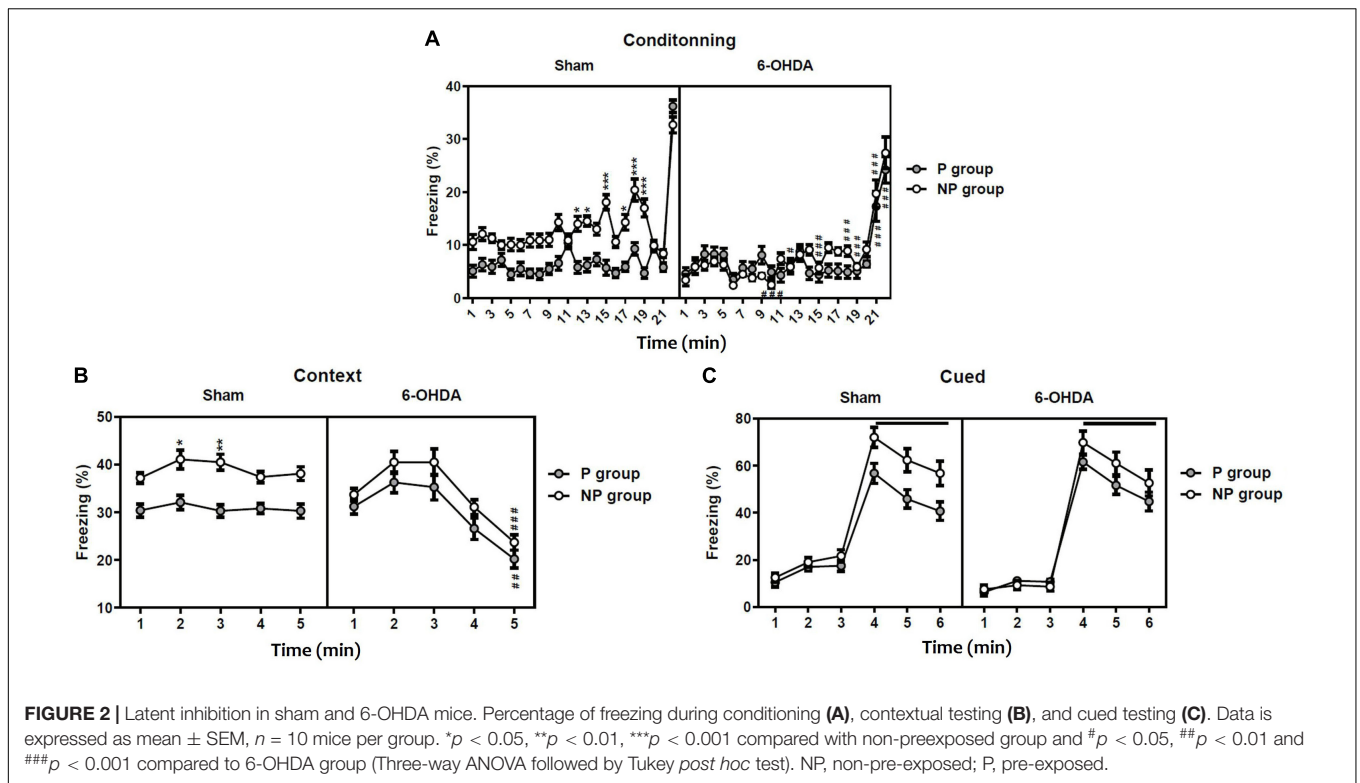 A
Conditonning
Sham 6-OHDA
Freezing (%)
40
30
20
10
0
* * *** * *** ***
# # # # # # # # # # # # # # # # # # # # # #
1 3 5 7 9 11 13 15 17 19 21 1 3 5 7 9 11 13 15 17 19 21
Time (min)
P group
NP group
B
Context
Sham 6-OHDA
Freezing (%)
50
40
30
20
10
* **
###
##
1 2 3 4 5 1 2 3 4 5
Time (min)
P group
NP group
C
Cued
Sham 6-OHDA
Freezing (%)
80
60
40
20
0
1 2 3 4 5 6 1 2 3 4 5 6
Time (min)
P group
NP group
FIGURE 2 | Latent inhibition in sham and 6-OHDA mice. Percentage of freezing during conditioning (A), contextual testing (B), and cued testing (C). Data is
expressed as mean ± SEM, n = 10 mice per group. *p < 0.05, **p < 0.01, ***p < 0.001 compared with non-preexposed group and #p < 0.05, ##p < 0.01 and
###p < 0.001 compared to 6-OHDA group (Three-way ANOVA followed by Tukey post hoc test). NP, non-pre-exposed; P, pre-exposed.